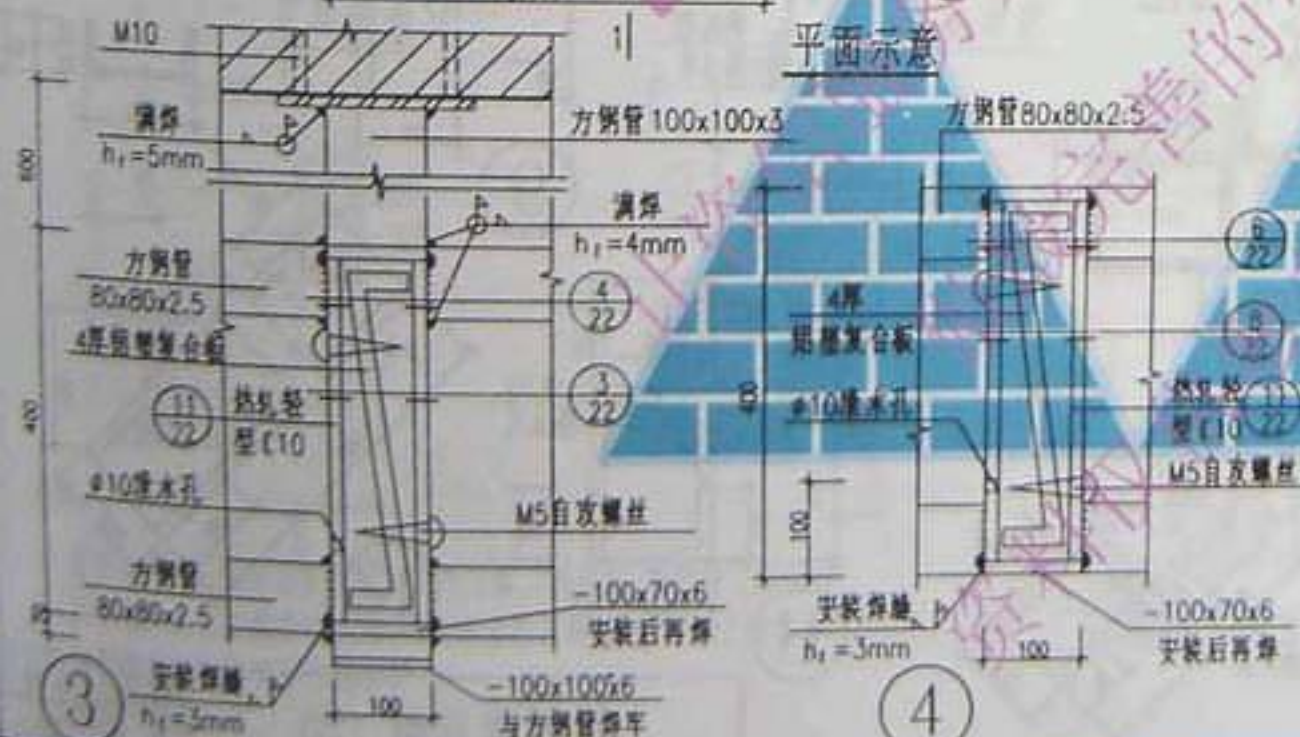 M10
1
平面示意
满焊
hf=5mm
方钢管100x100x3
方钢管80x80x2.5
600
满焊
hf=4mm
方钢管
80x80x2.5
4
22
6
22
4厚铝塑复合板
4厚
铝塑复合板
8
22
3
22
11
22
热轧轻
型[10
400
φ10泄水孔
φ10泄水孔
热轧轻
型[10
11
22
M5自攻螺丝
M5自攻螺丝
100
方钢管
80x80x2.5
-100x70x6
安装后再焊
安装焊缝
hf=3mm
-100x70x6
安装后再焊
100
3
安装焊缝
hf=3mm
100
-100x100x6
与方钢管焊牢
4